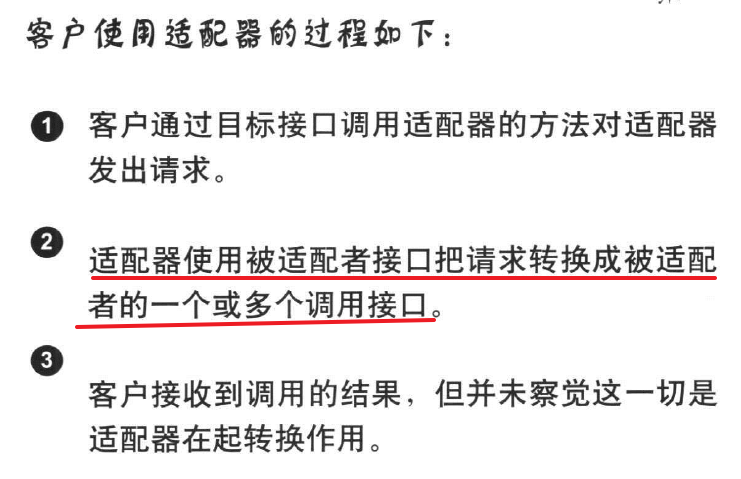 客户使用适配器的过程如下：
1 客户通过目标接口调用适配器的方法对适配器
发出请求。
2 适配器使用被适配者接口把请求转换成被适配
者的一个或多个调用接口。
3
客户接收到调用的结果，但并未察觉这一切是
适配器在起转换作用。